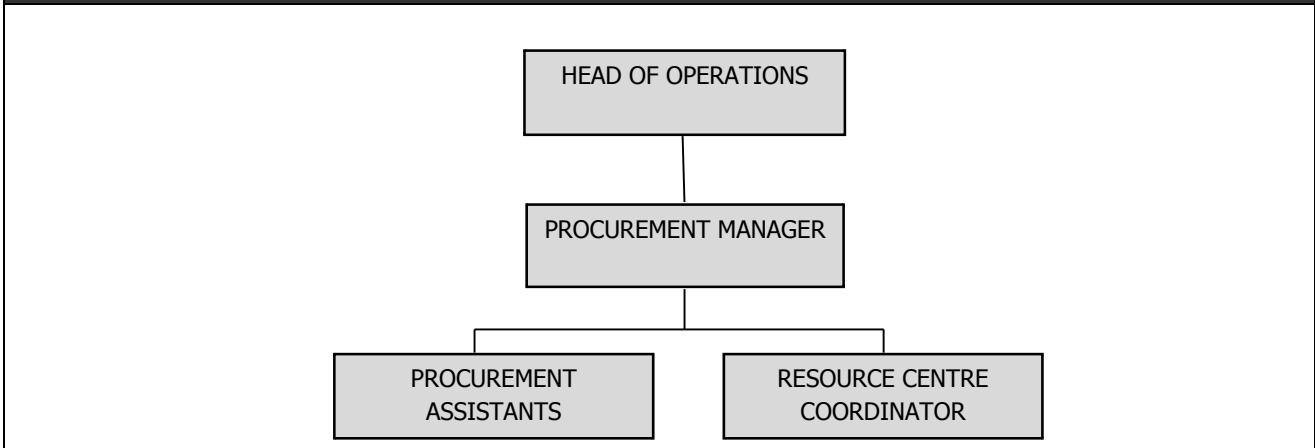 HEAD OF OPERATIONS
PROCUREMENT MANAGER
PROCUREMENT
ASSISTANTS
RESOURCE CENTRE
COORDINATOR